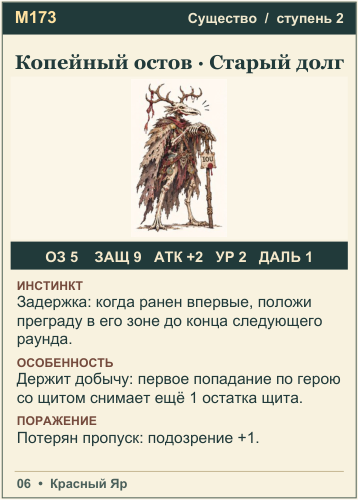 M173
Существо / ступень 2
Копейный остов · Старый долг
IOU
ОЗ 5 ЗАЩ 9 АТК +2 УР 2 ДАЛЬ 1
ИНСТИНКТ
Задержка: когда ранен впервые, положи
преграду в его зоне до конца следующего
раунда.
ОСОБЕННОСТЬ
Держит добычу: первое попадание по герою
со щитом снимает ещё 1 остатка щита.
ПОРАЖЕНИЕ
Потерян пропуск: подозрение +1.
06 • Красный Яр